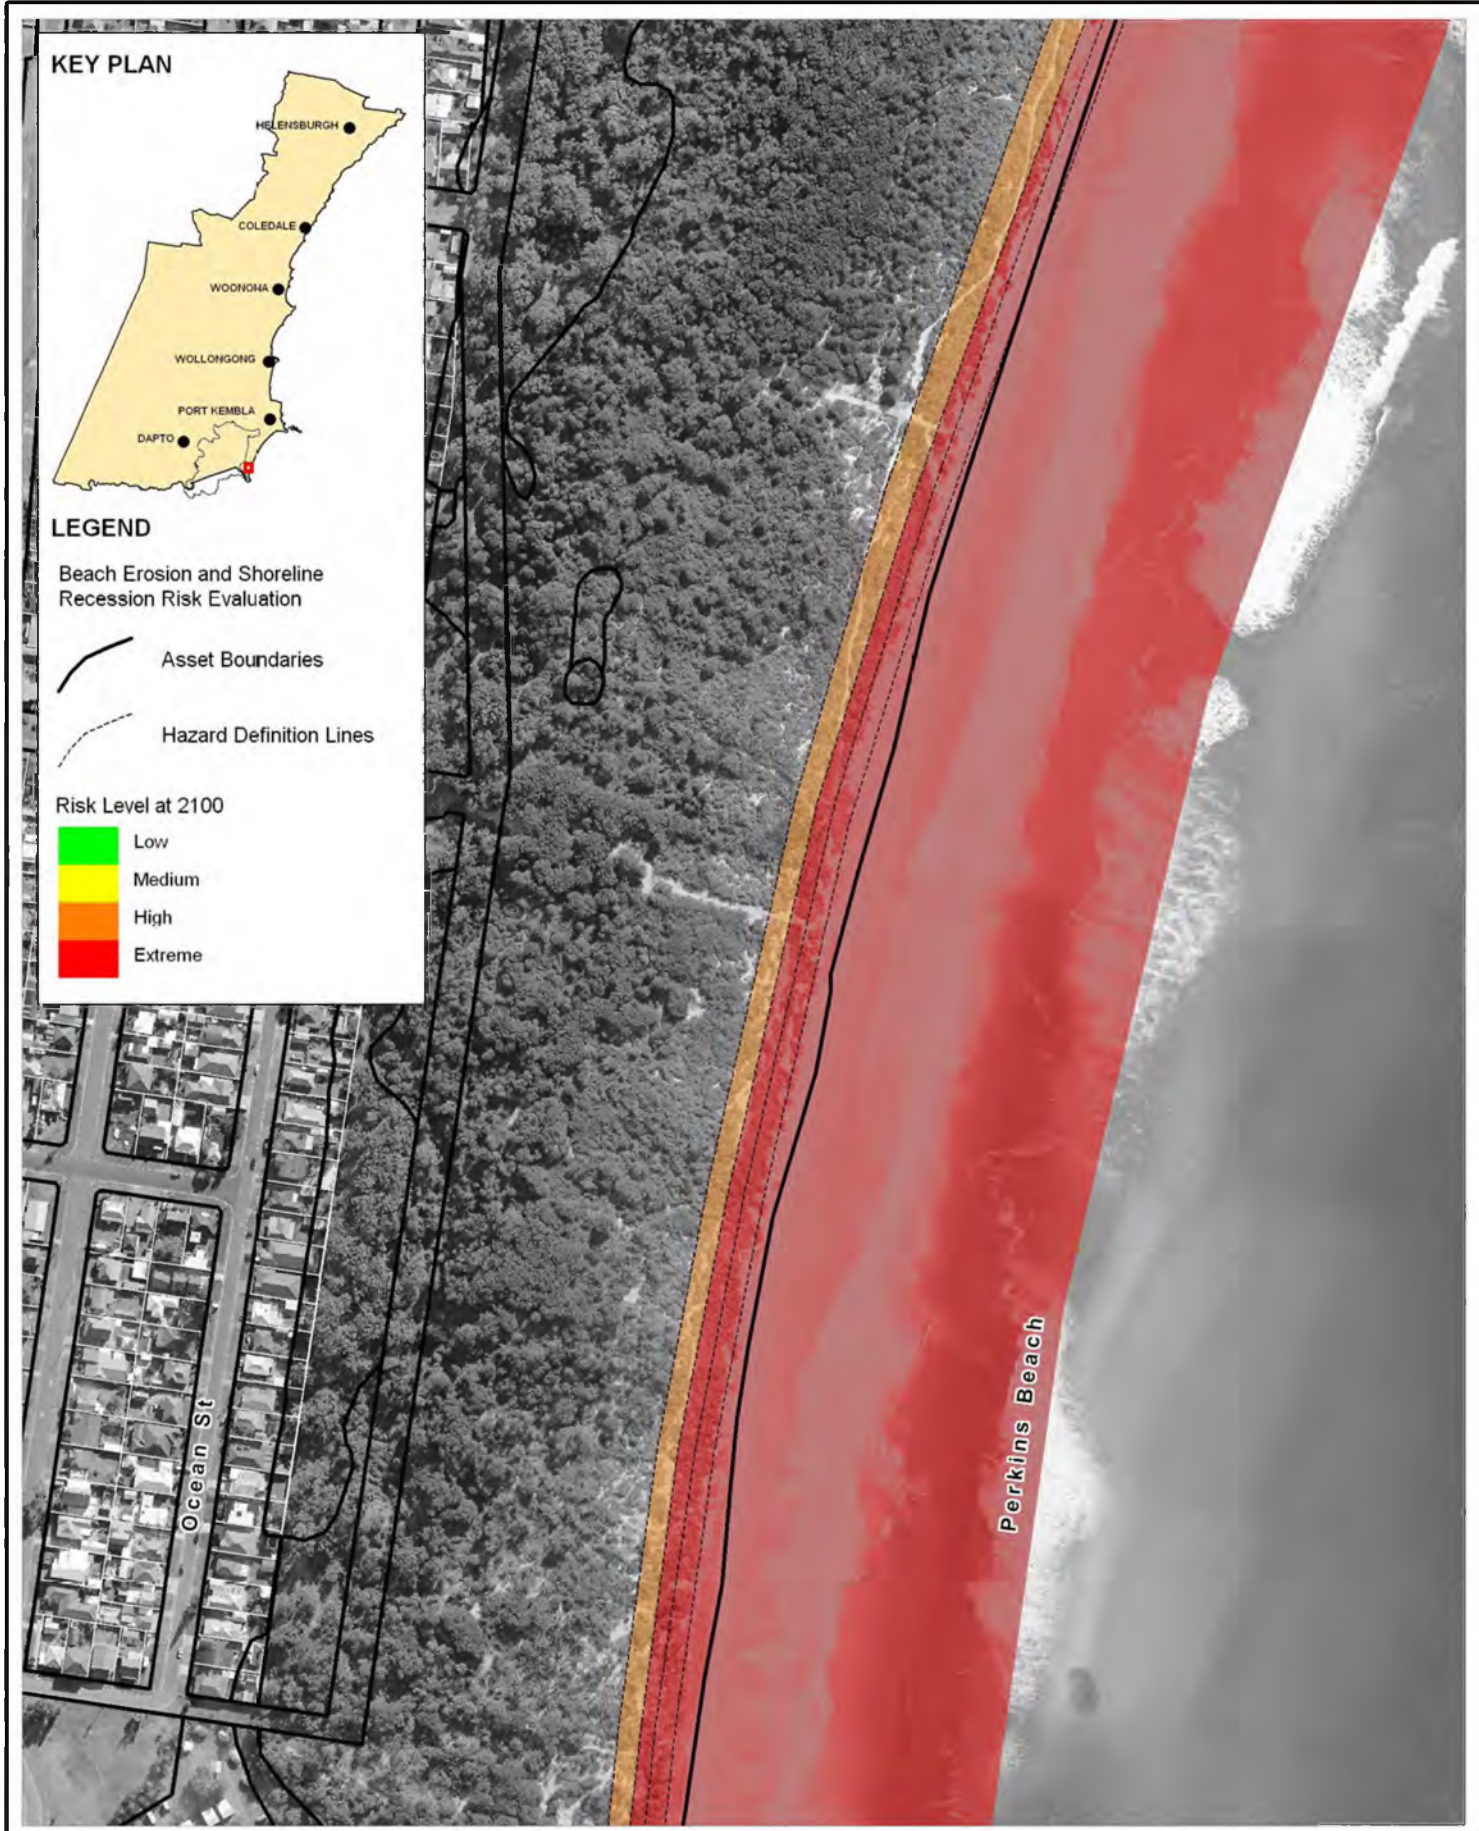 KEY PLAN
HELENSBURGH
COLEDALE
WOONONA
WOLLONGONG
PORT KEMBLA
DAPTO
LEGEND
Beach Erosion and Shoreline
Recession Risk Evaluation
Asset Boundaries
Hazard Definition Lines
Risk Level at 2100
Low
Medium
High
Extreme
Ocean St
Perkins Beach